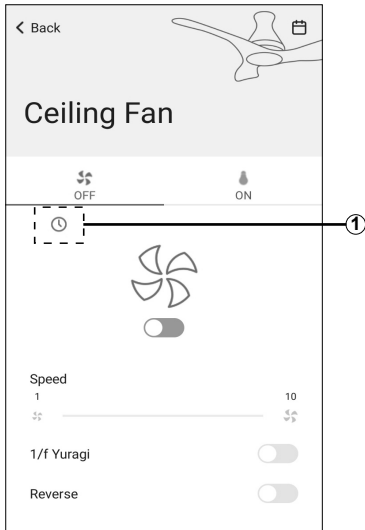 Back
Ceiling Fan
OFF
ON
1
Speed
1
10
1/f Yuragi
Reverse